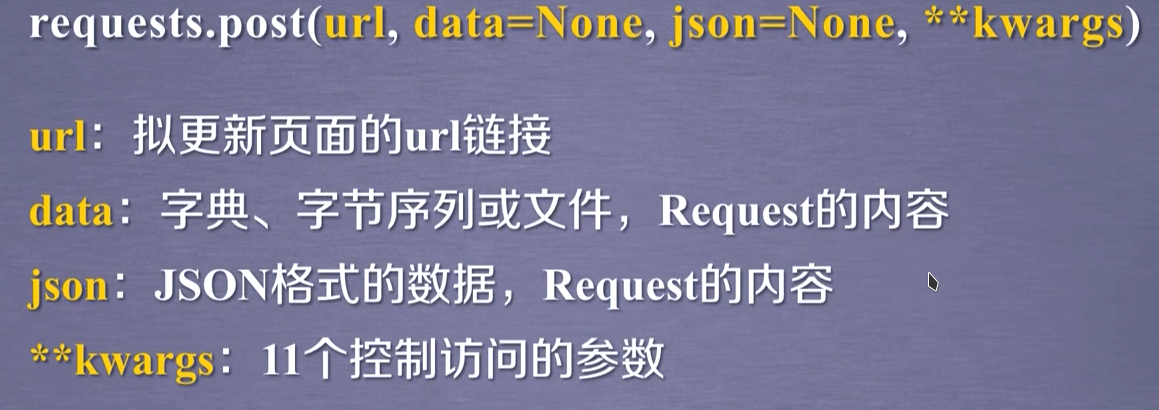 requests.post(url, data=None, json=None, **kwargs)
url：拟更新页面的url链接
data：字典、字节序列或文件，Request的内容
json：JSON格式的数据，Request的内容
**kwargs：11个控制访问的参数